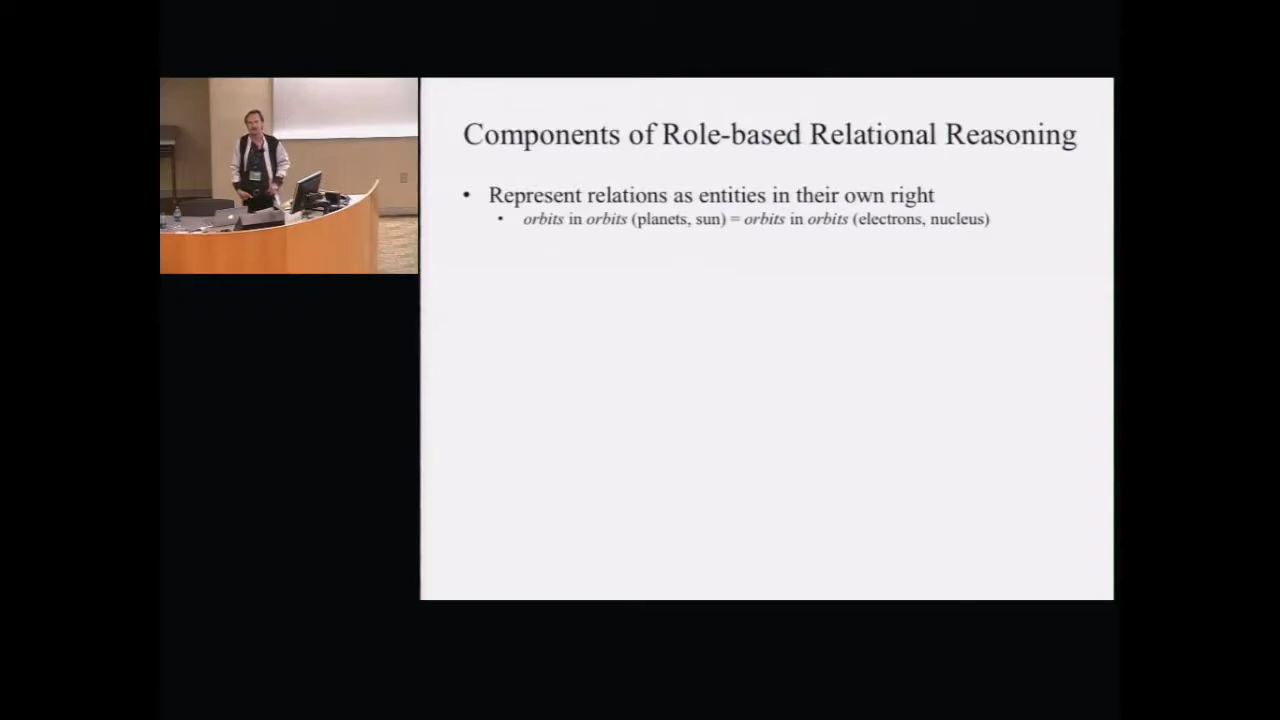 Components of Role-based Relational Reasoning
• Represent relations as entities in their own right
• orbits in orbits (planets, sun) = orbits in orbits (electrons, nucleus)